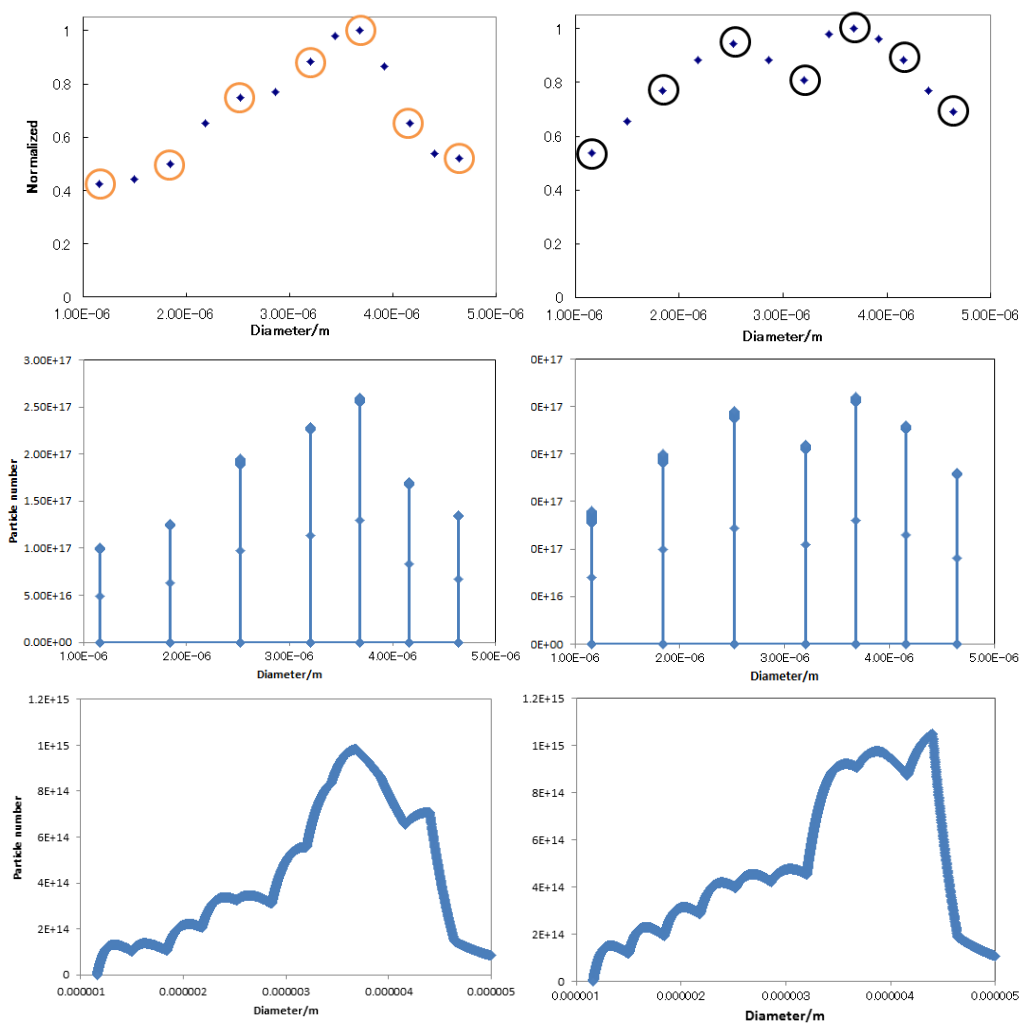 1
0.8
0.6
0.4
0.2
0
Normalized
1.00E-06 2.00E-06 3.00E-06 4.00E-06 5.00E-06
Diameter/m
1
0.8
0.6
0.4
0.2
0
1.00E-06 2.00E-06 3.00E-06 4.00E-06 5.00E-06
Diameter/m
3.00E+17
2.50E+17
2.00E+17
1.50E+17
1.00E+17
5.00E+16
0.00E+00
Particle number
1.00E-06 2.00E-06 3.00E-06 4.00E-06 5.00E-06
Diameter/m
0E+17
0E+17
0E+17
0E+17
0E+17
0E+16
0E+00
1.00E-06 2.00E-06 3.00E-06 4.00E-06 5.00E-06
Diameter/m
1.2E+15
1E+15
8E+14
6E+14
4E+14
2E+14
0
Particle number
0.000001 0.000002 0.000003 0.000004 0.000005
Diameter/m
1.2E+15
1E+15
8E+14
6E+14
4E+14
2E+14
0
0.000001 0.000002 0.000003 0.000004 0.000005
Diameter/m